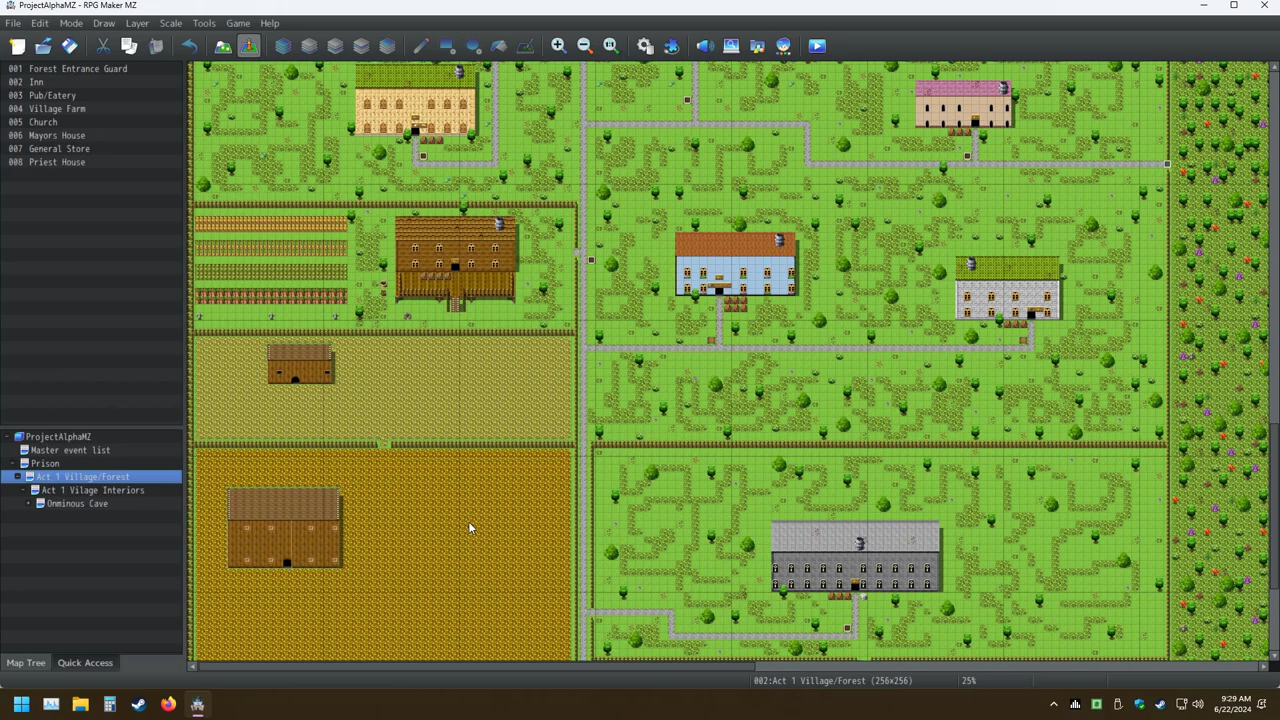 ProjectAlphaMZ - RPG Maker MZ
File Edit Mode Draw Layer Scale Tools Game Help
001 Forest Entrance Guard
002 Inn
003 Pub/Eatery
004 Village Farm
005 Church
006 Mayors House
007 General Store
008 Priest House
ProjectAlphaMZ
Master event list
Prison
Act 1 Village/Forest
Act 1 Vilage Interiors
Onminous Cave
Map Tree Quick Access
002:Act 1 Village/Forest (256x256) 25%
9:29 AM
6/22/2024